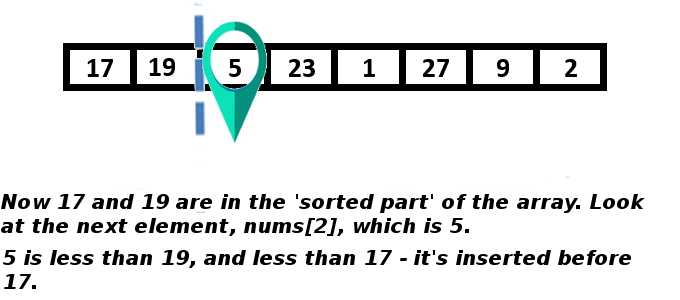 17 19 5 23 1 27 9 2
Now 17 and 19 are in the 'sorted part' of the array. Look
at the next element, nums[2], which is 5.
5 is less than 19, and less than 17 - it's inserted before
17.